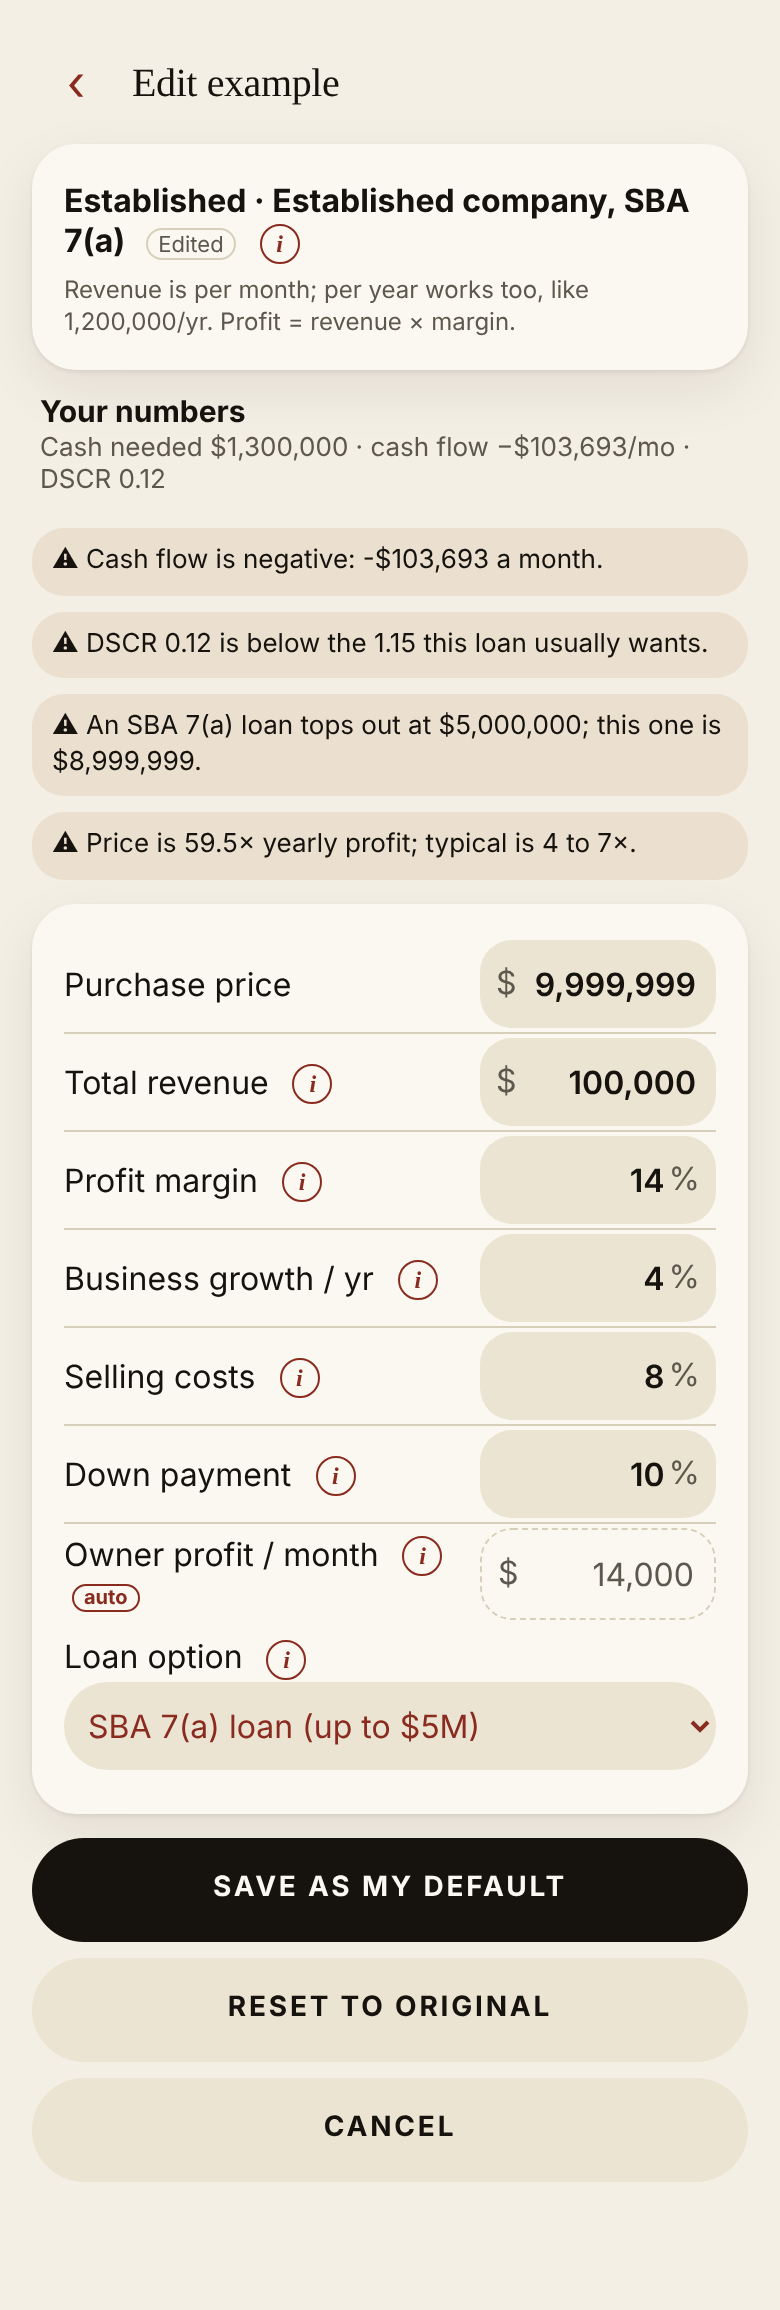 ‹ Edit example
Established · Established company, SBA
7(a) Edited i
Revenue is per month; per year works too, like
1,200,000/yr. Profit = revenue × margin.
Your numbers
Cash needed $1,300,000 · cash flow −$103,693/mo ·
DSCR 0.12
⚠ Cash flow is negative: -$103,693 a month.
⚠ DSCR 0.12 is below the 1.15 this loan usually wants.
⚠ An SBA 7(a) loan tops out at $5,000,000; this one is
$8,999,999.
⚠ Price is 59.5× yearly profit; typical is 4 to 7×.
Purchase price $ 9,999,999
Total revenue i $ 100,000
Profit margin i 14 %
Business growth / yr i 4 %
Selling costs i 8 %
Down payment i 10 %
Owner profit / month i $ 14,000
auto
Loan option i
SBA 7(a) loan (up to $5M)
SAVE AS MY DEFAULT
RESET TO ORIGINAL
CANCEL